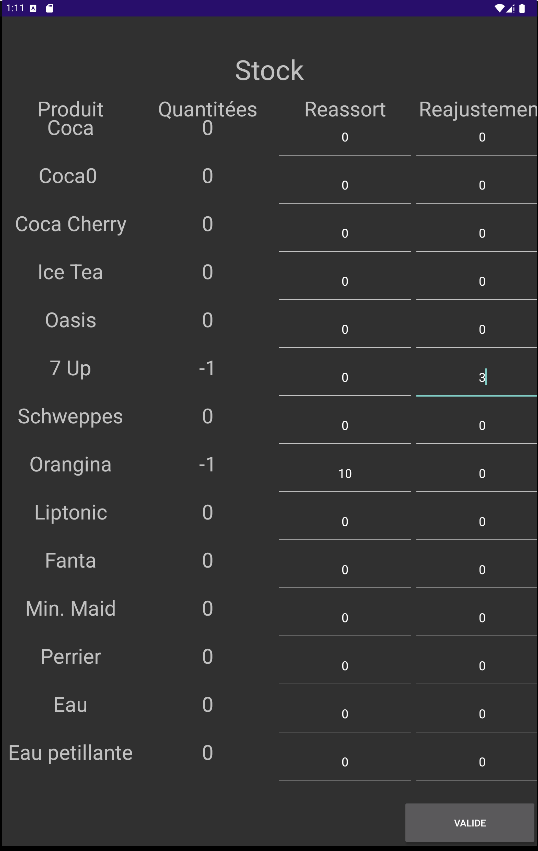 1:11
Stock
Produit Quantitées Reassort Reajustemen
Coca 0 0 0
Coca0 0 0 0
Coca Cherry 0 0 0
Ice Tea 0 0 0
Oasis 0 0 0
7 Up -1 0 3
Schweppes 0 0 0
Orangina -1 10 0
Liptonic 0 0 0
Fanta 0 0 0
Min. Maid 0 0 0
Perrier 0 0 0
Eau 0 0 0
Eau petillante 0 0 0
VALIDE